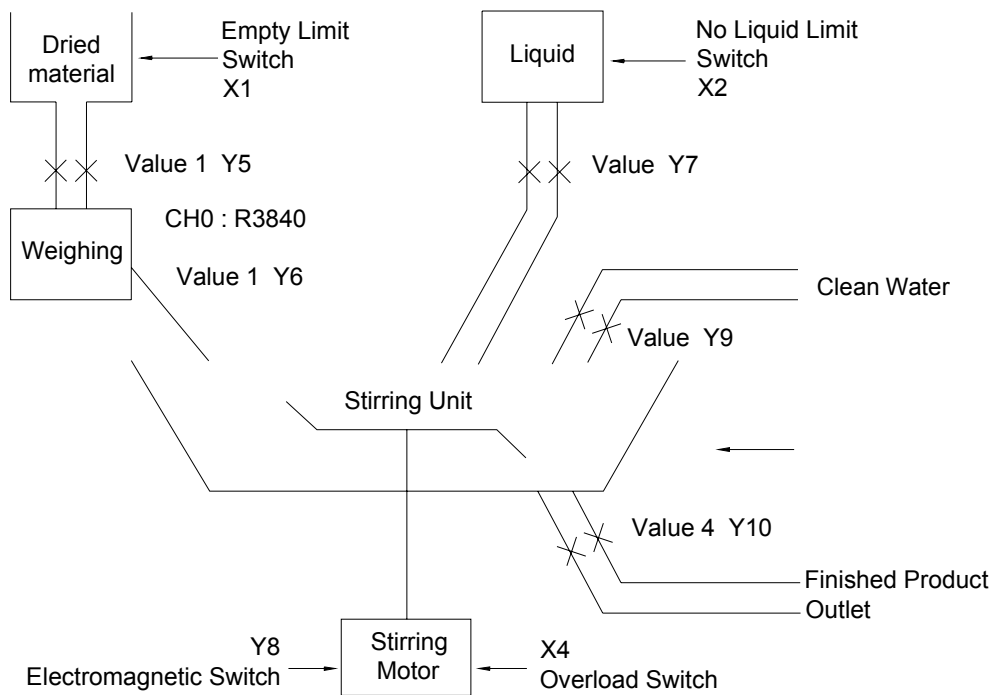 Dried
material
Empty Limit
Switch
X1
Liquid
No Liquid Limit
Switch
X2
Value 1 Y5
Value Y7
CH0 : R3840
Weighing
Value 1 Y6
Clean Water
Value Y9
Stirring Unit
Value 4 Y10
Finished Product
Outlet
Y8
Electromagnetic Switch
Stirring
Motor
X4
Overload Switch